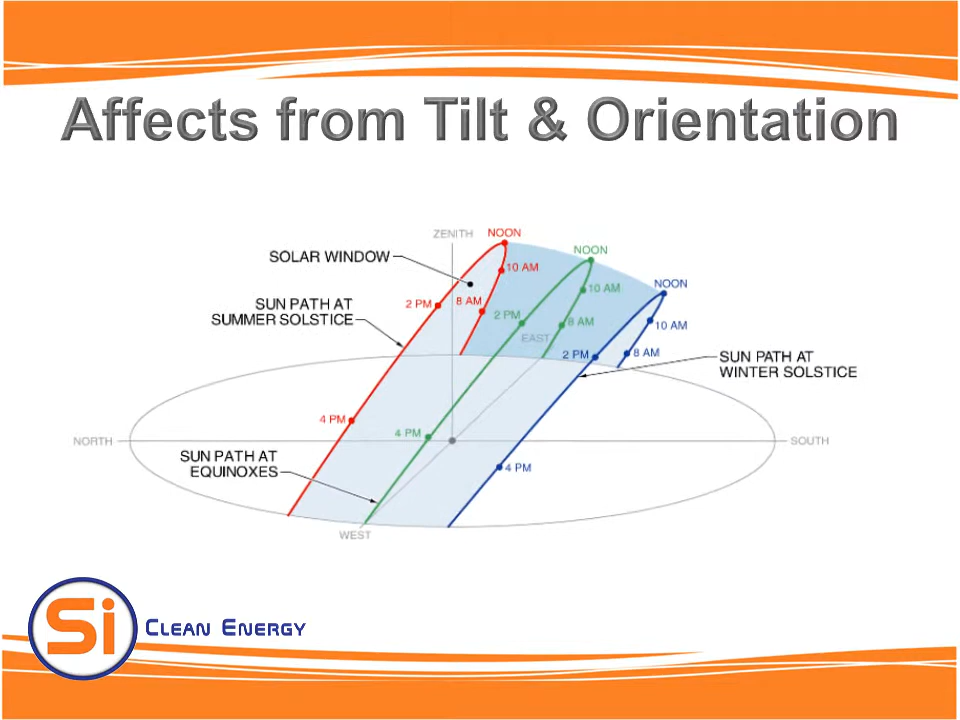 Affects from Tilt & Orientation
ZENITH
NOON
NOON
SOLAR WINDOW
10 AM
NOON
10 AM
SUN PATH AT
SUMMER SOLSTICE
2 PM
8 AM
2 PM
8 AM
10 AM
EAST
2 PM
8 AM
SUN PATH AT
WINTER SOLSTICE
4 PM
4 PM
NORTH
SOUTH
SUN PATH AT
EQUINOXES
4 PM
WEST
Si
CLEAN ENERGY